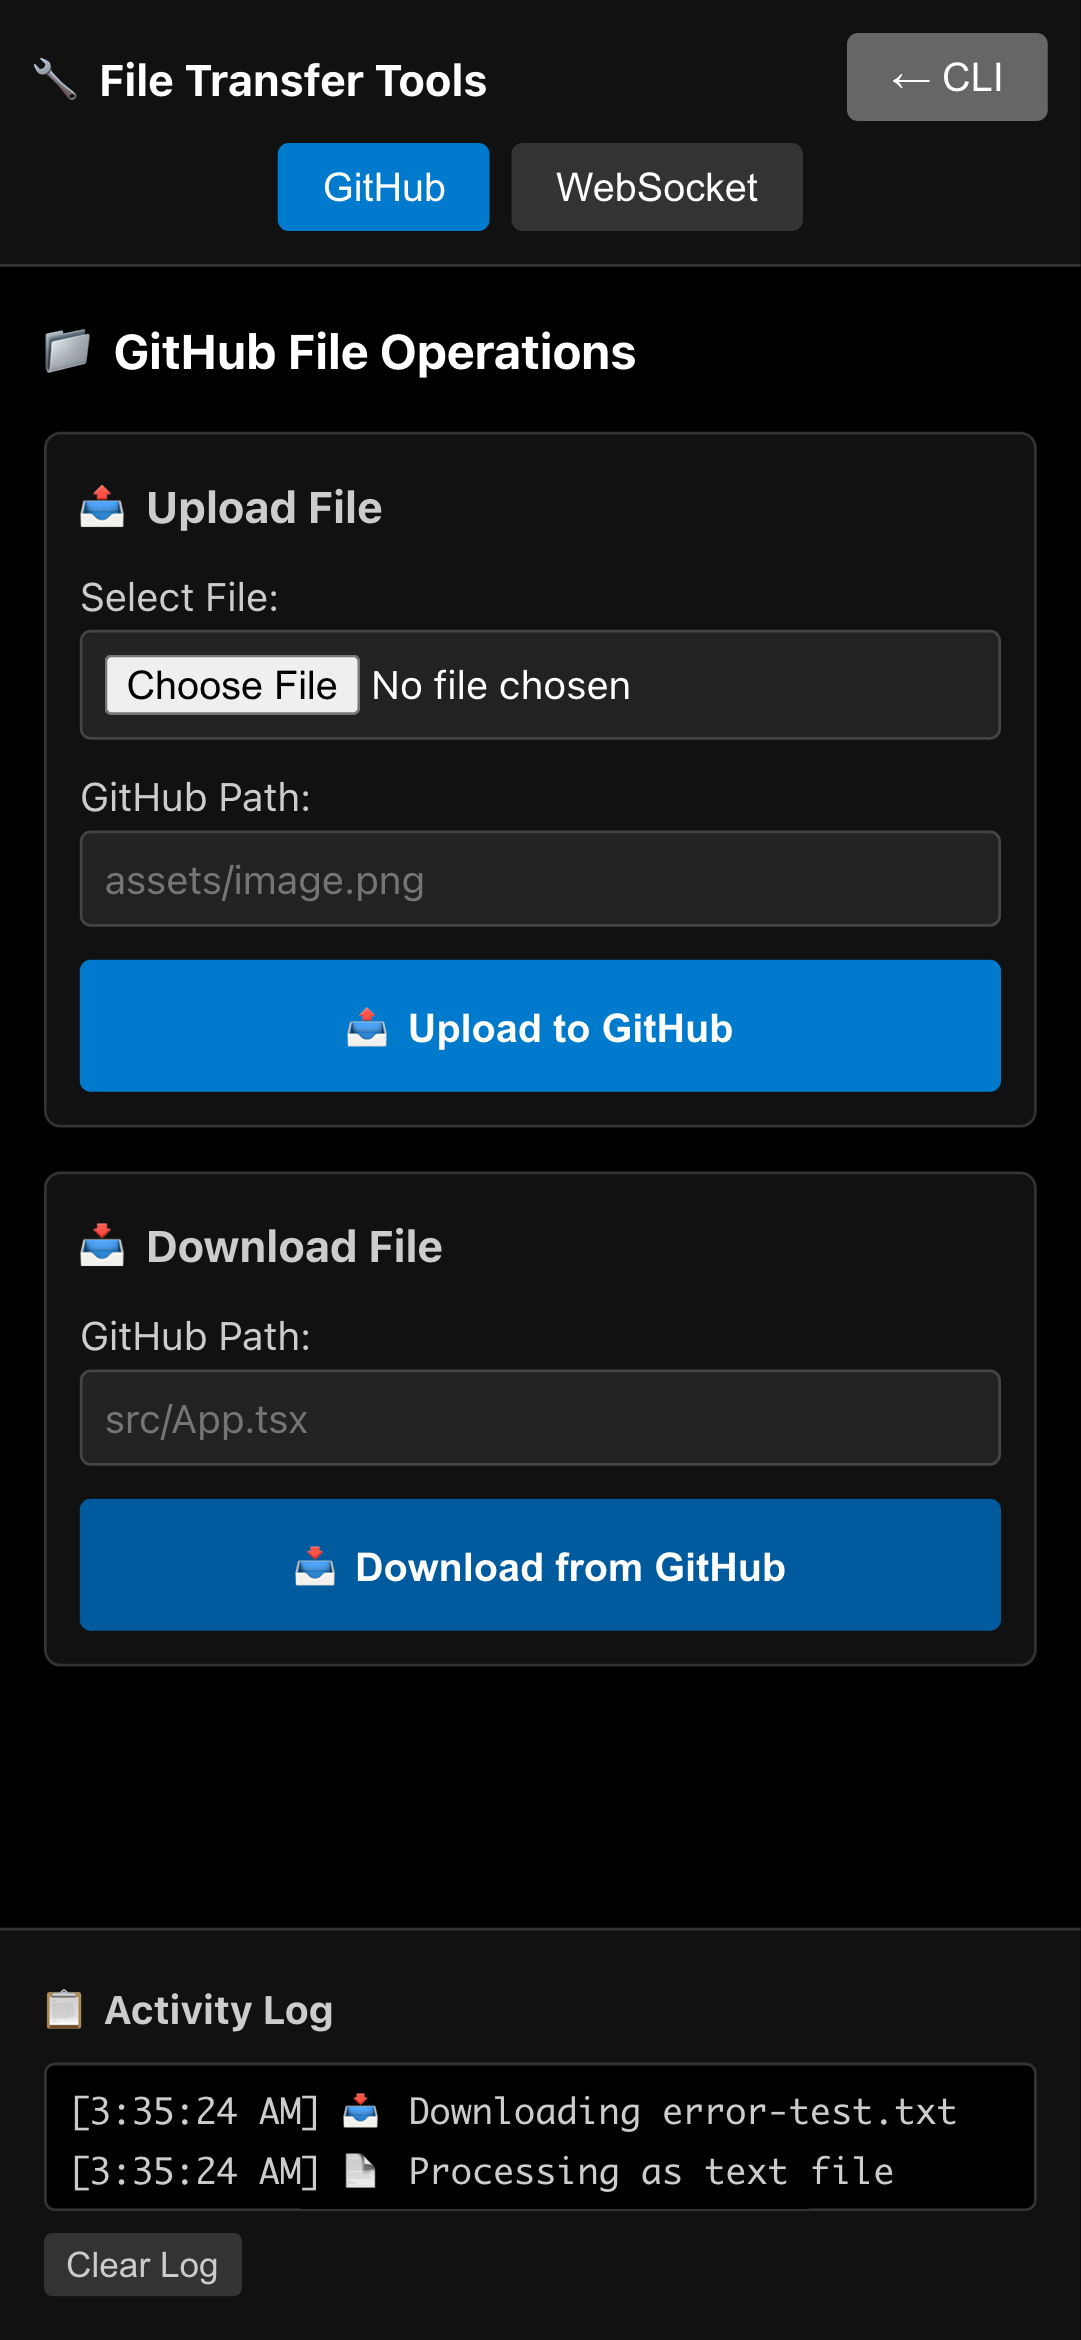 File Transfer Tools
← CLI
GitHub
WebSocket
GitHub File Operations
Upload File
Select File:
Choose File No file chosen
GitHub Path:
assets/image.png
Upload to GitHub
Download File
GitHub Path:
src/App.tsx
Download from GitHub
Activity Log
[3:35:24 AM] Downloading error-test.txt
[3:35:24 AM] Processing as text file
Clear Log